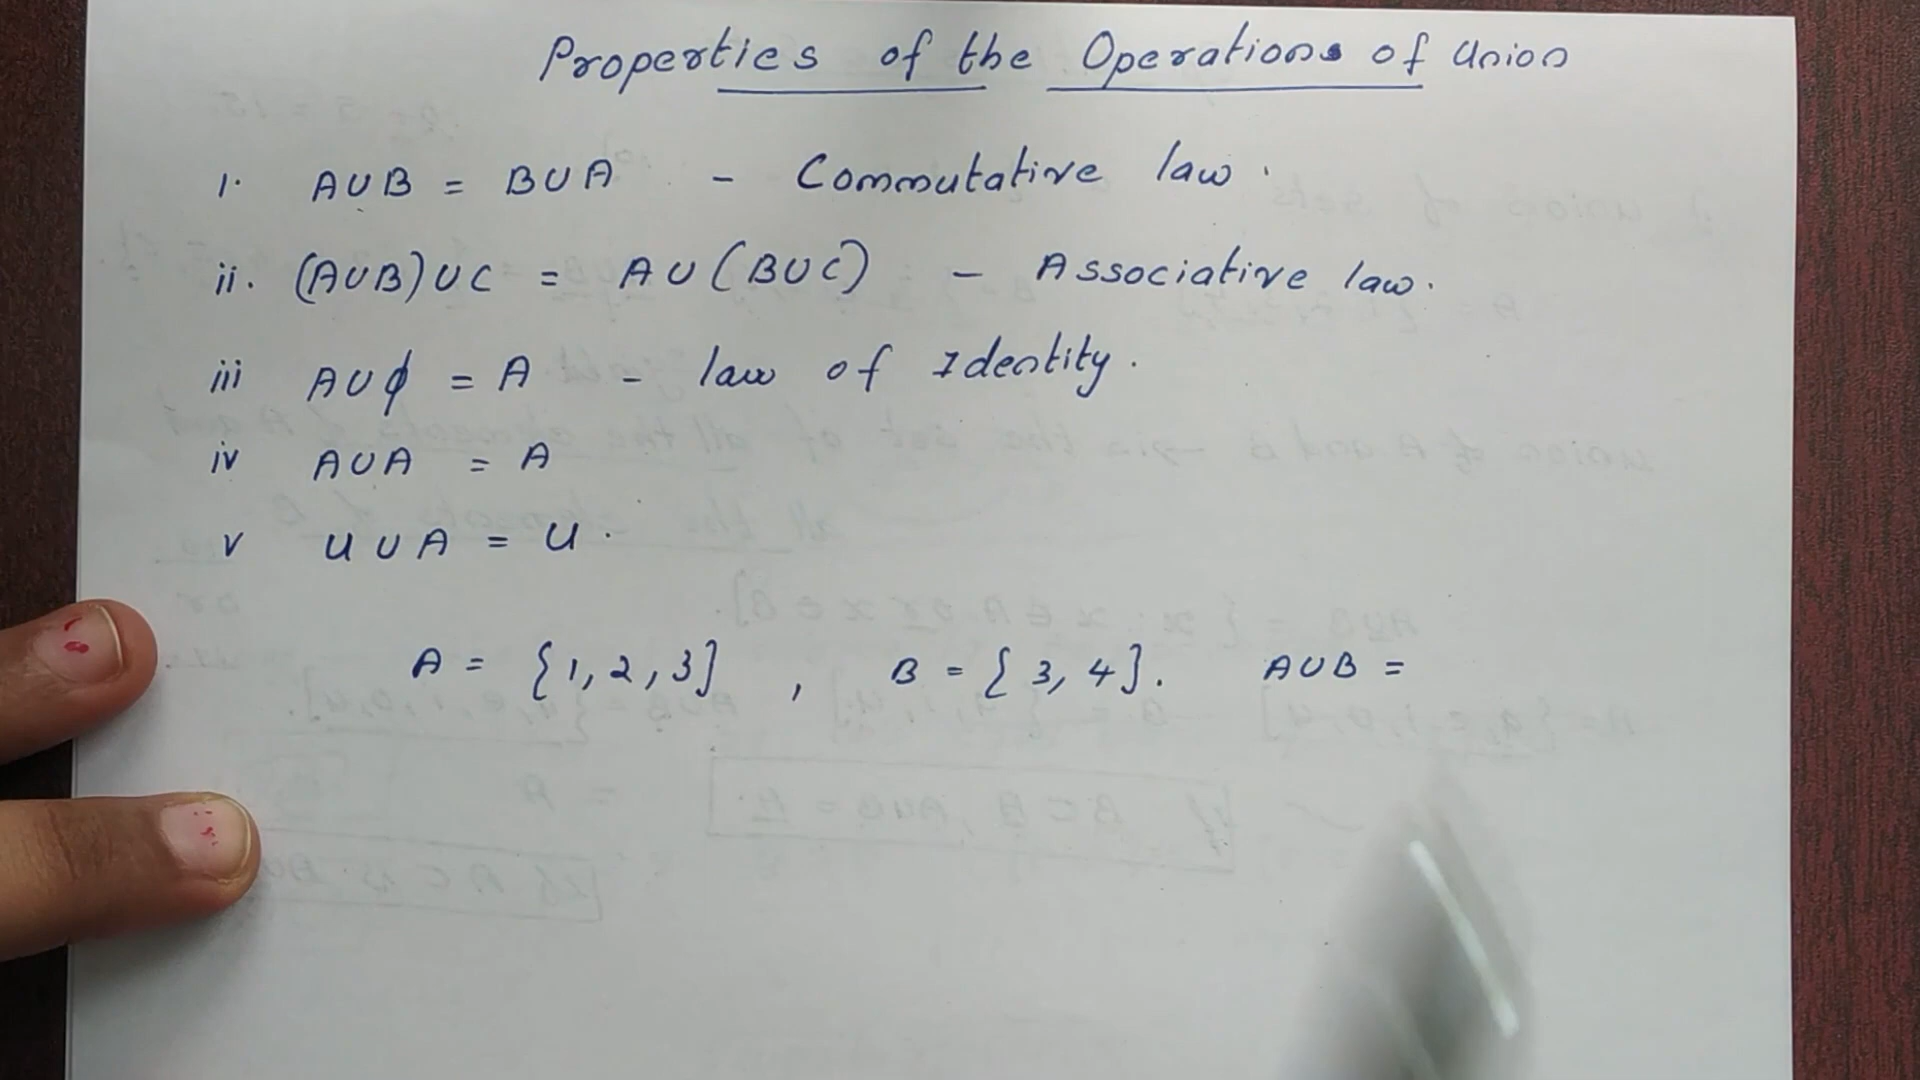 Properties of the Operations of Union
1. A∪B = B∪A - Commutative law.
ii. (A∪B)∪C = A∪(B∪C) - Associative law.
iii A∪ϕ = A - law of Identity.
iv A∪A = A
v U∪A = U.
A = {1,2,3} , B = {3,4}. A∪B =